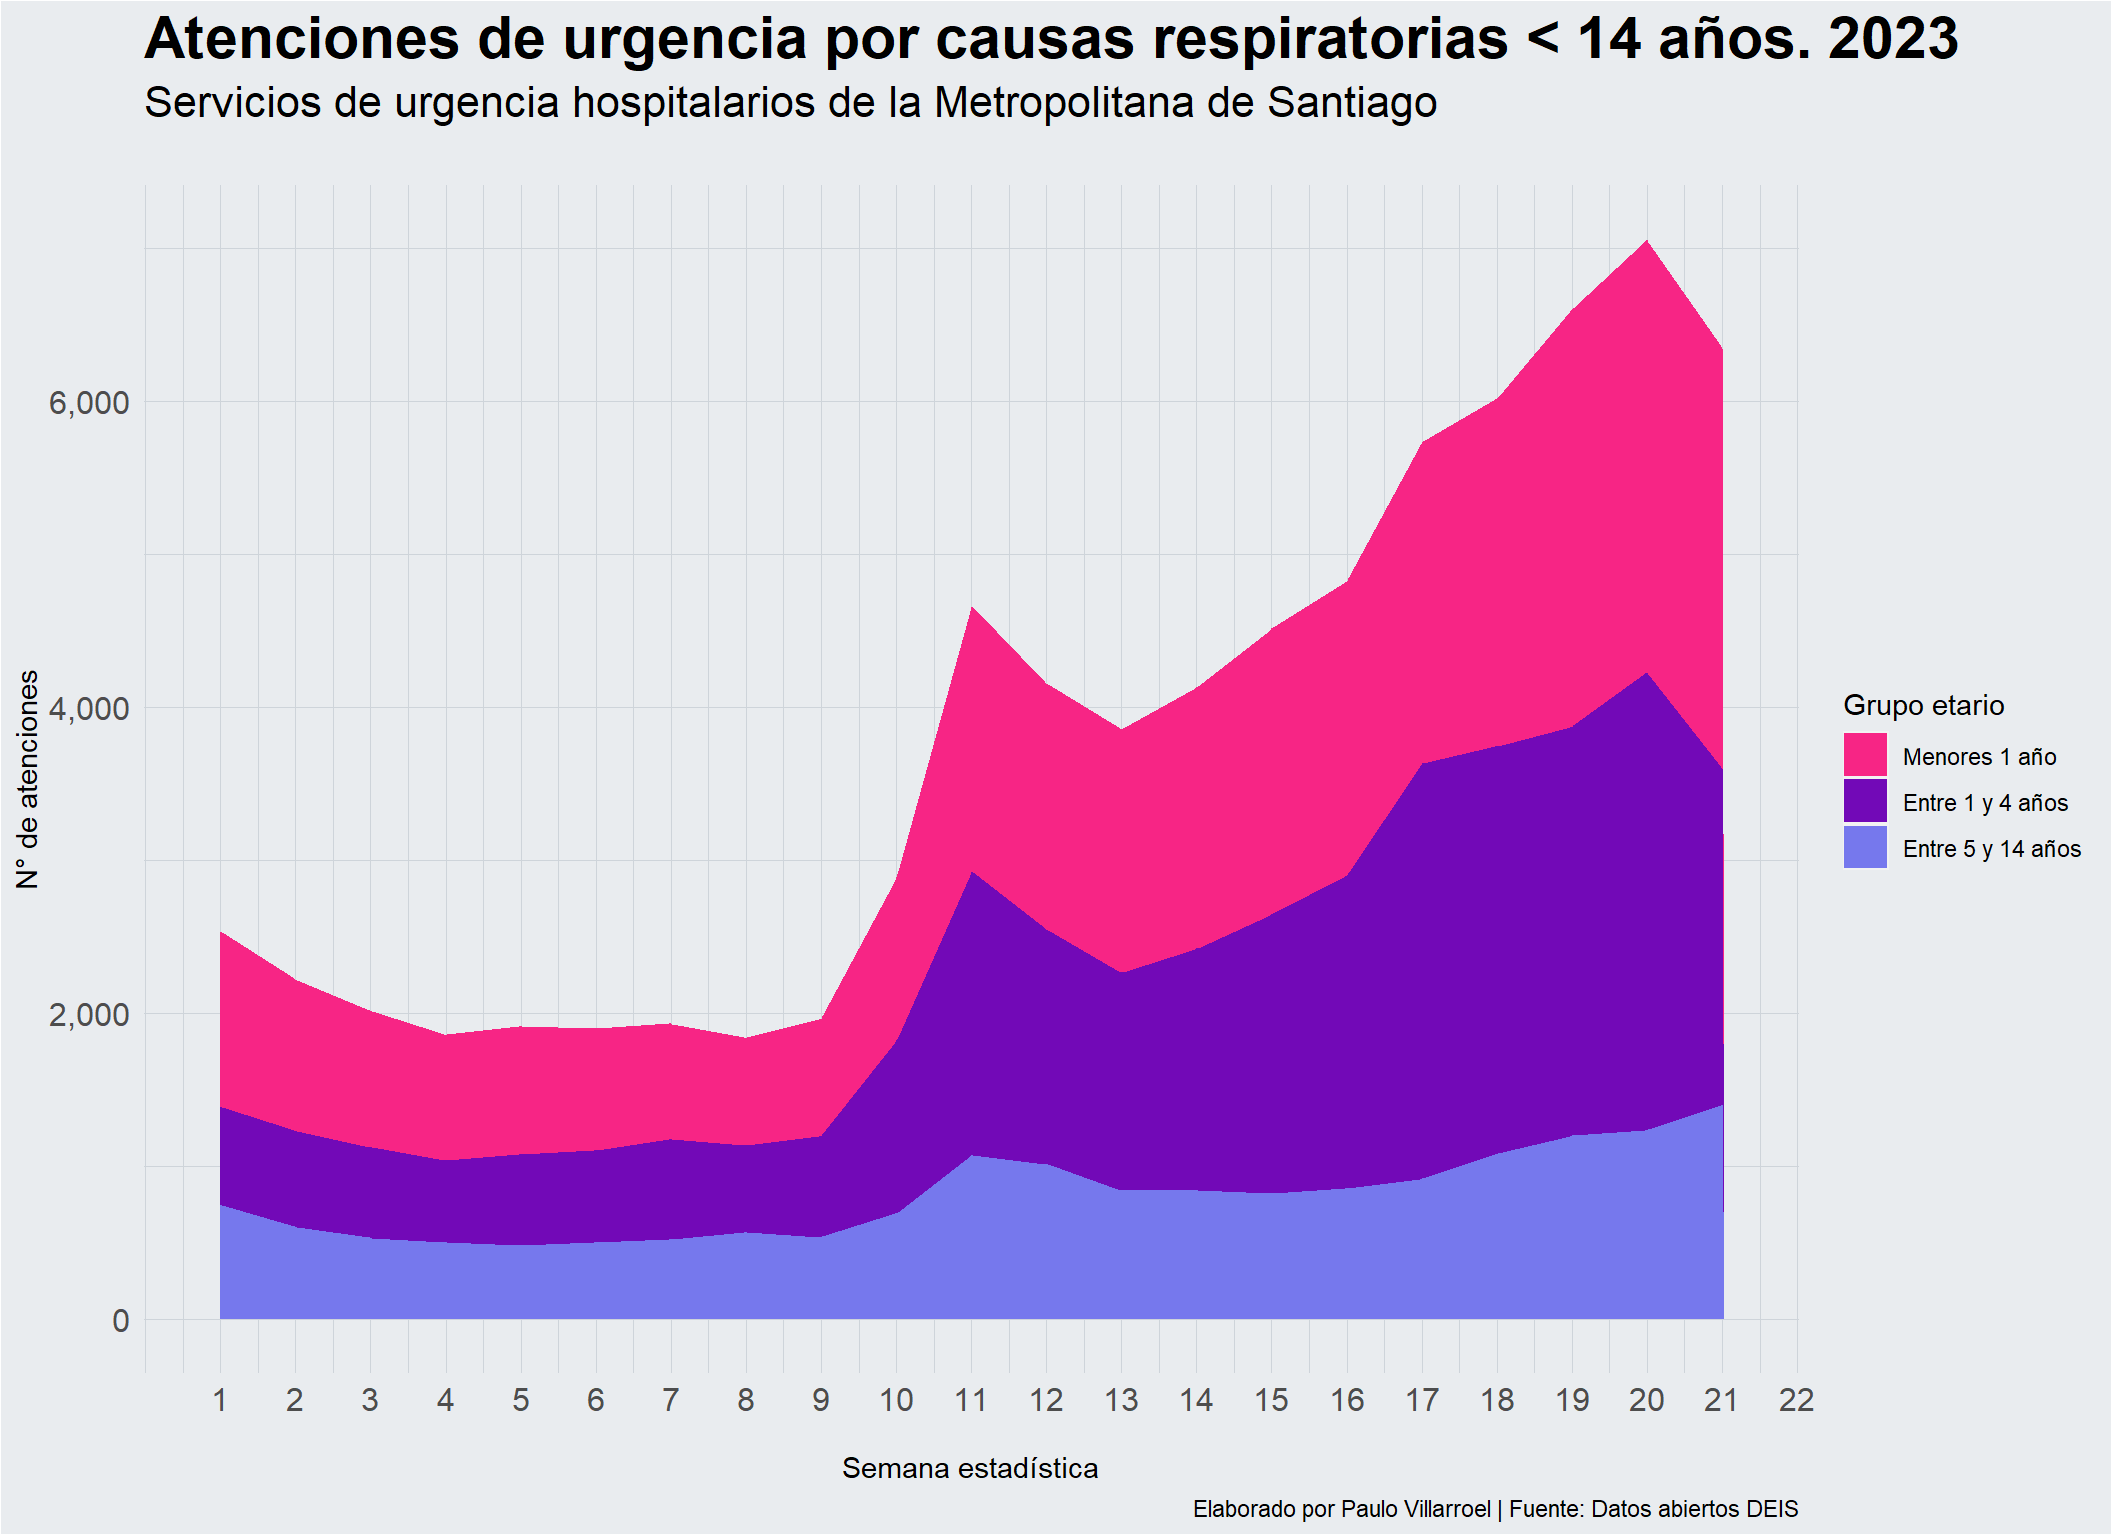 Atenciones de urgencia por causas respiratorias < 14 años. 2023
Servicios de urgencia hospitalarios de la Metropolitana de Santiago
N° de atenciones
6,000
4,000
2,000
0
1 2 3 4 5 6 7 8 9 10 11 12 13 14 15 16 17 18 19 20 21 22
Semana estadística
Grupo etario
Menores 1 año
Entre 1 y 4 años
Entre 5 y 14 años
Elaborado por Paulo Villarroel | Fuente: Datos abiertos DEIS